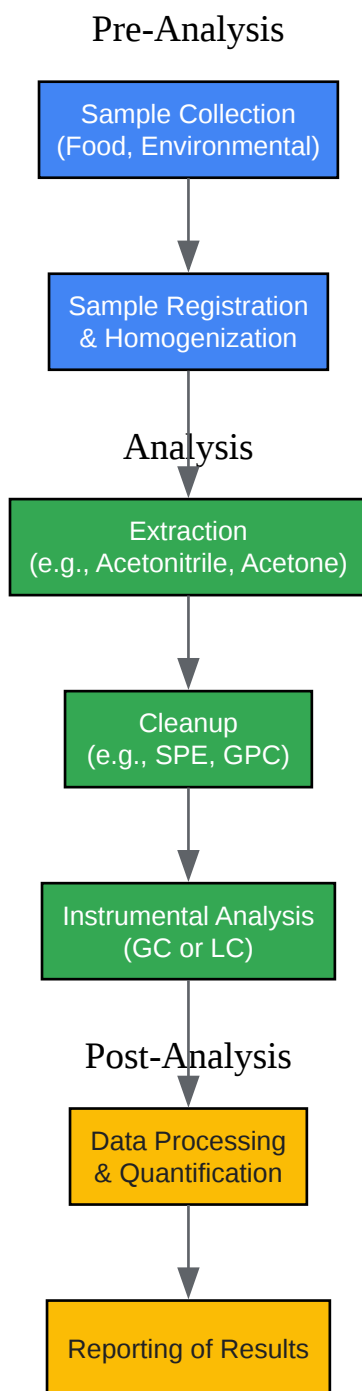 Pre-Analysis
Sample Collection
(Food, Environmental)
Sample Registration
& Homogenization
Analysis
Extraction
(e.g., Acetonitrile, Acetone)
Cleanup
(e.g., SPE, GPC)
Instrumental Analysis
(GC or LC)
Post-Analysis
Data Processing
& Quantification
Reporting of Results